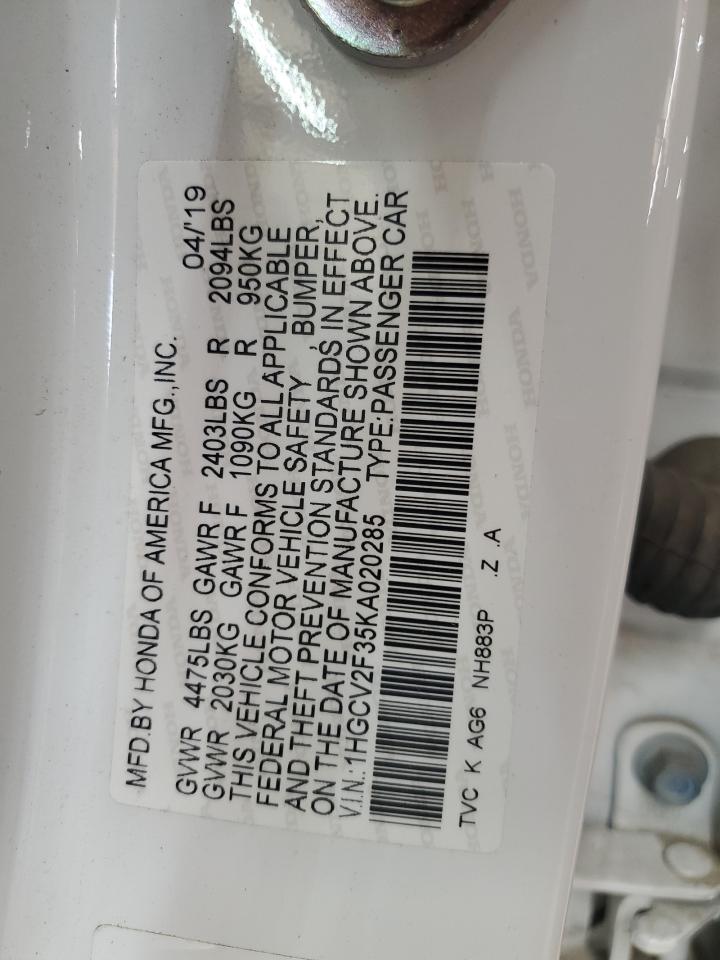 MFD.BY HONDA OF AMERICA MFG.,INC. 04/'19
GVWR 4475LBS GAWR F 2403LBS R 2094LBS
GVWR 2030KG GAWR F 1090KG R 950KG
THIS VEHICLE CONFORMS TO ALL APPLICABLE
FEDERAL MOTOR VEHICLE SAFETY , BUMPER,
AND THEFT PREVENTION STANDARDS, IN EFFECT
ON THE DATE OF MANUFACTURE SHOWN ABOVE.
V.I.N.: 1HGCV2F35KA020285 TYPE:PASSENGER CAR
TVC K AG6 NH883P .Z .A